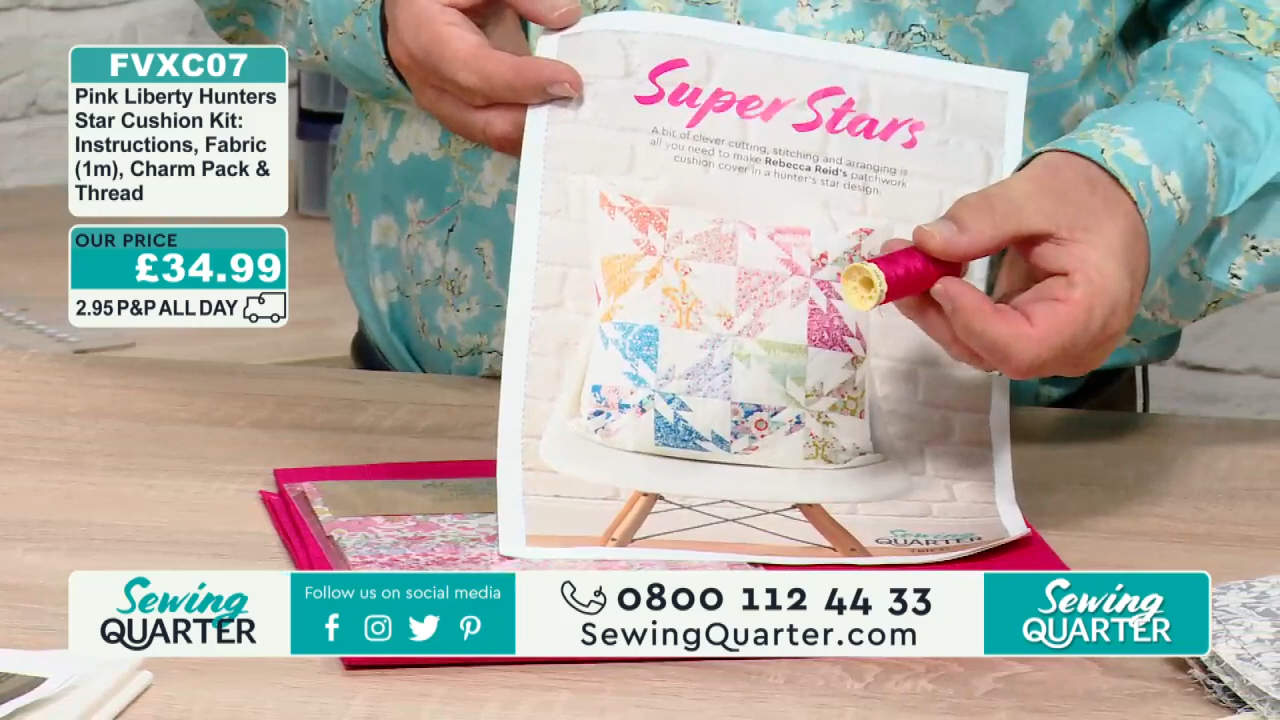 FVXC07
Pink Liberty Hunters
Star Cushion Kit:
Instructions, Fabric
(1m), Charm Pack &
Thread
OUR PRICE
£34.99
2.95 P&P ALL DAY
Super Stars
A bit of clever cutting, stitching and arranging is
all you need to make Rebecca Reid's patchwork
cushion cover in a hunter's star design.
Sewing
QUARTER
Sewing
QUARTER
Follow us on social media
0800 112 44 33
SewingQuarter.com
Sewing
QUARTER